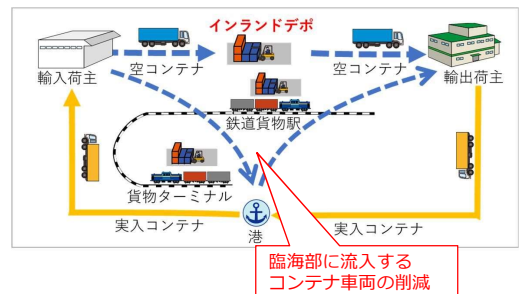 インランドデポ
輸入荷主
空コンテナ
空コンテナ
輸出荷主
鉄道貨物駅
貨物ターミナル
実入コンテナ
港
実入コンテナ
臨海部に流入する
コンテナ車両の削減